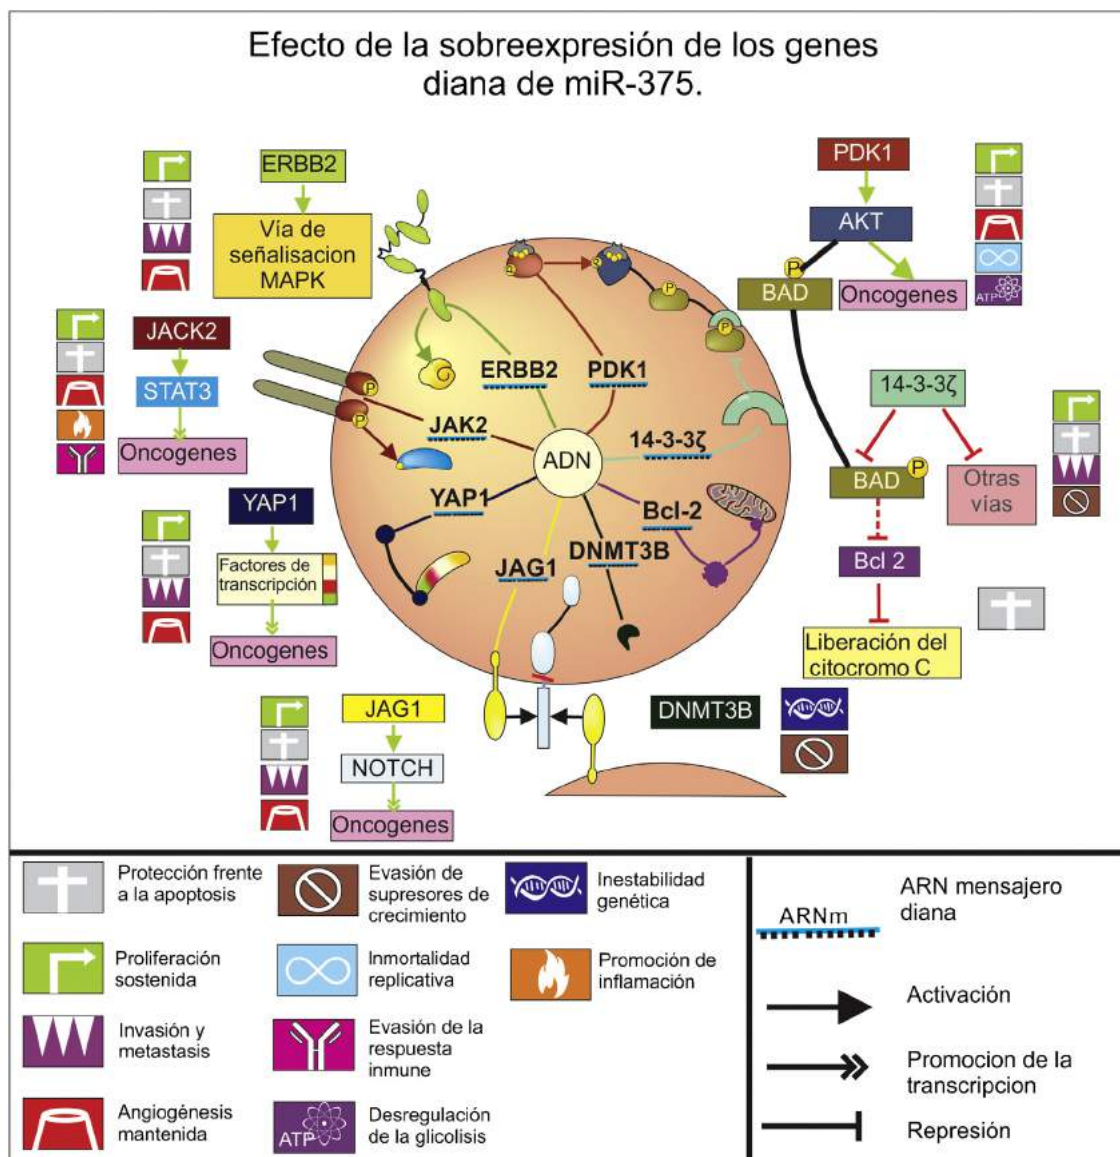 Efecto de la sobreexpresión de los genes
diana de miR-375.
ERBB2
Vía de
señalisacion
MAPK
JACK2
STAT3
Oncogenes
YAP1
Factores de
transcripción
Oncogenes
JAG1
NOTCH
Oncogenes
PDK1
AKT
P
BAD
Oncogenes
ATP
14-3-3ζ
BAD
P
Otras
vías
Bcl 2
Liberación del
citocromo C
DNMT3B
ERBB2
PDK1
JAK2
14-3-3ζ
ADN
YAP1
Bcl-2
DNMT3B
JAG1
P
P
P
P
Protección frente
a la apoptosis
Proliferación
sostenida
Invasión y
metastasis
Angiogénesis
mantenida
Evasión de
supresores de
crecimiento
Inmortalidad
replicativa
Evasión de la
respuesta
inmune
ATP
Desregulación
de la glicolisis
Inestabilidad
genética
Promoción de
inflamación
ARNm
ARN mensajero
diana
Activación
Promocion de la
transcripcion
Represión